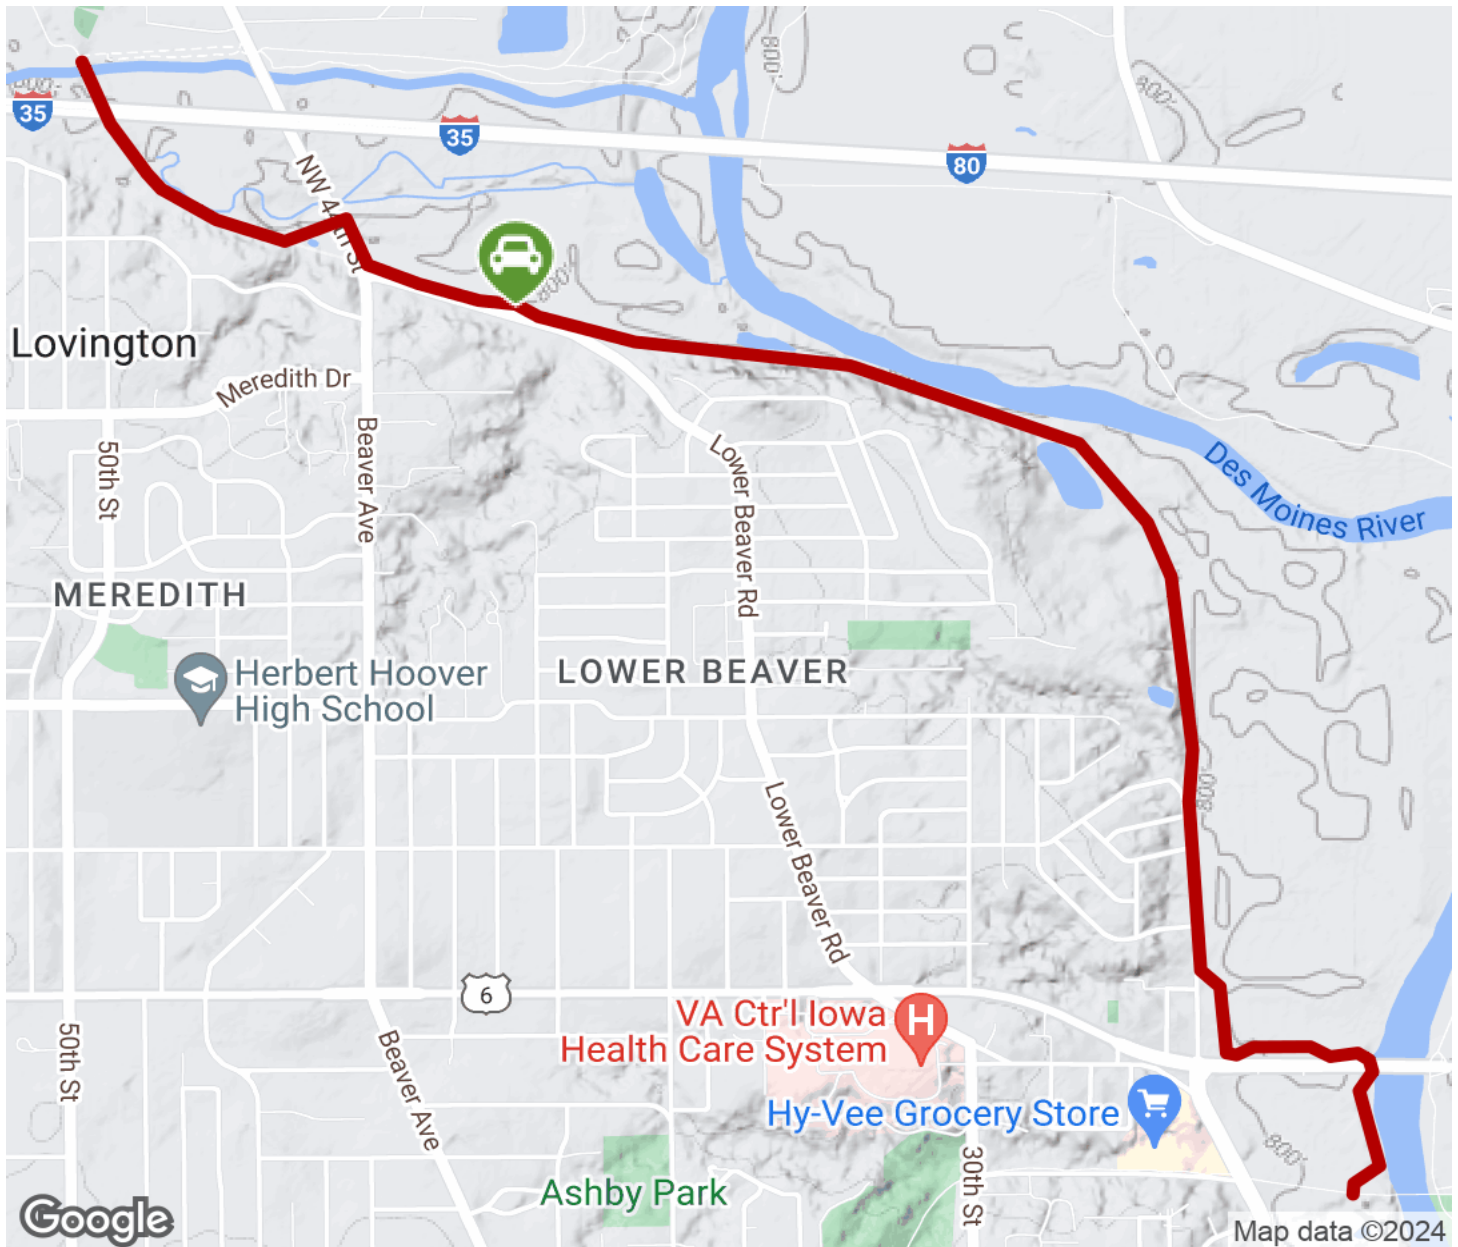 800'
800'
800'
35
35
80
NW 44th St
800'
Lovington
Meredith Dr
50th St
Beaver Ave
Lower Beaver Rd
Des Moines River
MEREDITH
Herbert Hoover
High School
LOWER BEAVER
800'
Lower Beaver Rd
6
VA Ctr'l Iowa
Health Care System
H
50th St
Beaver Ave
Hy-Vee Grocery Store
30th St
800'
Ashby Park
Google
Map data ©2024